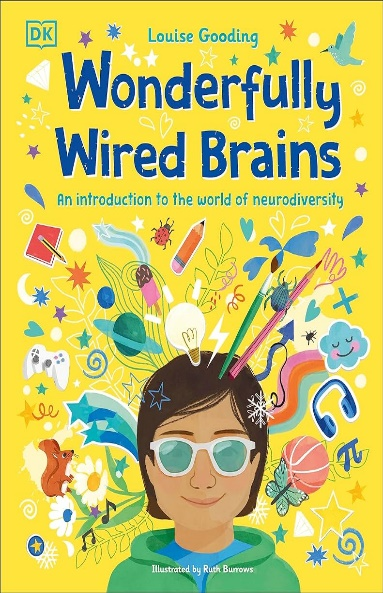 DK
Louise Gooding
Wonderfully
Wired Brains
An introduction to the world of neurodiversity
π
Illustrated by Ruth Burrows